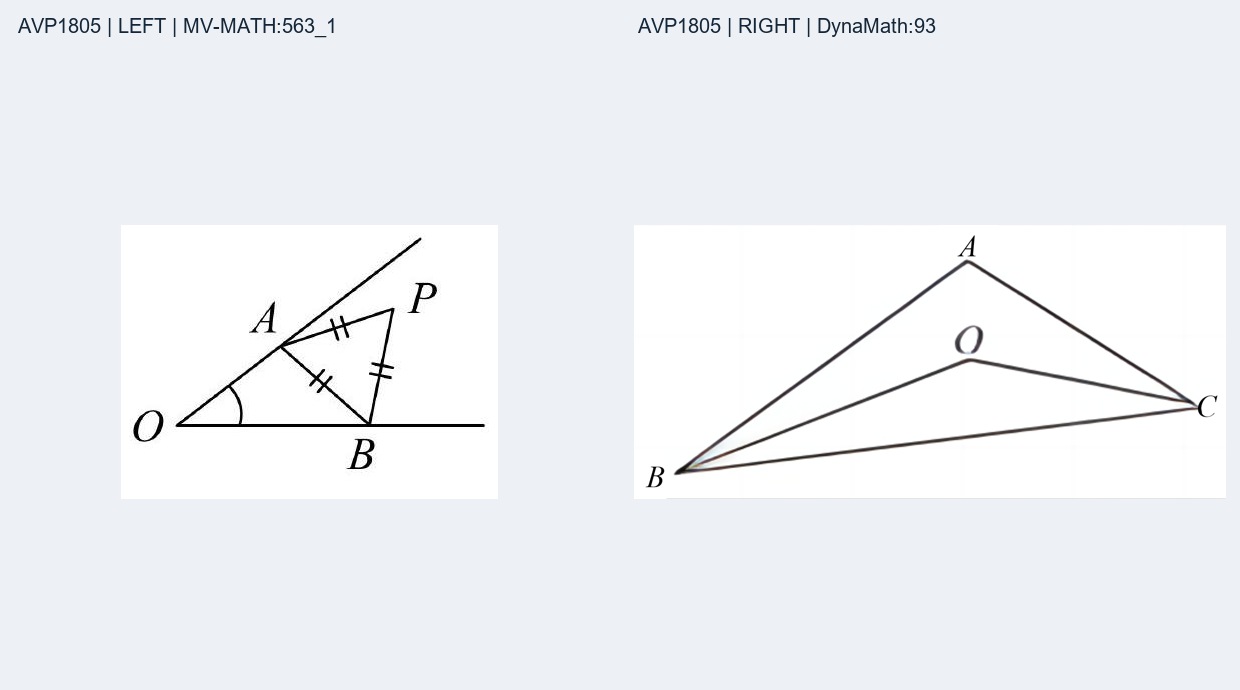 AVP1805 | LEFT | MV-MATH:563_1
AVP1805 | RIGHT | DynaMath:93
A
P
O
B
A
O
C
B